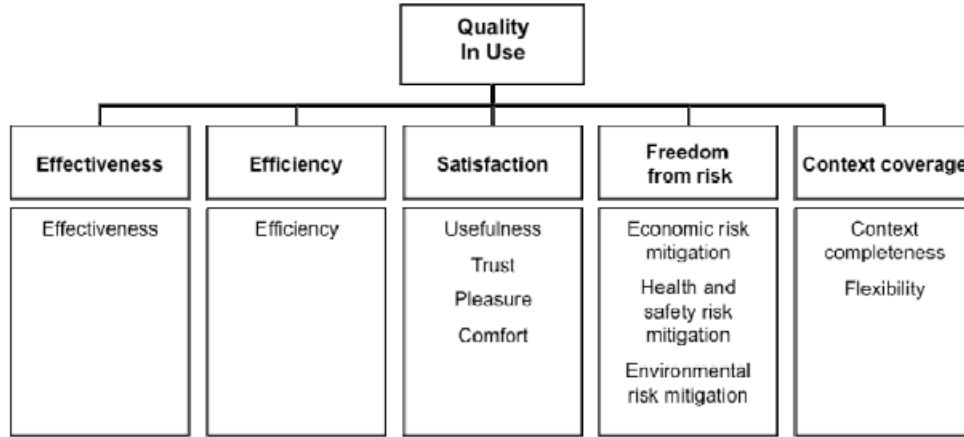 Quality
In Use
Effectiveness
Efficiency
Satisfaction
Freedom
from risk
Context coverage
Effectiveness
Efficiency
Usefulness
Trust
Pleasure
Comfort
Economic risk
mitigation
Health and
safety risk
mitigation
Environmental
risk mitigation
Context
completeness
Flexibility